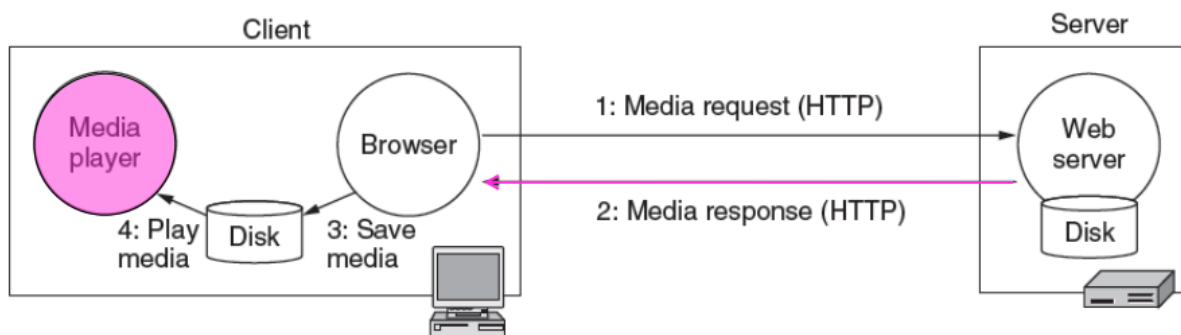 Client
Server
Media
player
Browser
1: Media request (HTTP)
Web
server
2: Media response (HTTP)
4: Play
media
Disk
3: Save
media
Disk